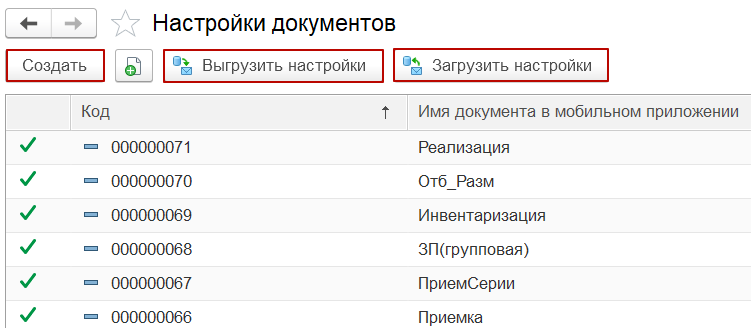 Настройки документов
Создать Выгрузить настройки Загрузить настройки
Код Имя документа в мобильном приложении
000000071 Реализация
000000070 Отб_Разм
000000069 Инвентаризация
000000068 ЗП(групповая)
000000067 ПриемСерии
000000066 Приемка